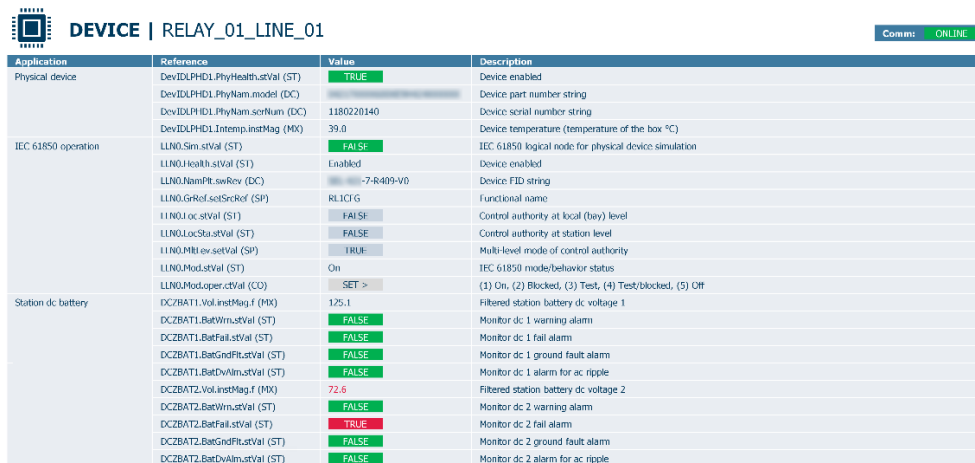 DEVICE | RELAY_01_LINE_01
Comm: ONLINE
Application Reference Value Description
Physical device DevIDLPHD1.PhyHealth.stVal (ST) TRUE Device enabled
DevIDLPHD1.PhyNam.model (DC) Device part number string
DevIDLPHD1.PhyNam.serNum (DC) 1180220140 Device serial number string
DevIDLPHD1.Intemp.instMag (MX) 39.0 Device temperature (temperature of the box °C)
IEC 61850 operation LLN0.Sim.stVal (ST) FALSE IEC 61850 logical node for physical device simulation
LLN0.Health.stVal (ST) Enabled Device enabled
LLN0.NamPlt.swRev (DC) -7-R409-V0 Device FID string
LLN0.GrRef.setSrcRef (SP) RL1CFG Functional name
LLN0.Loc.stVal (ST) FALSE Control authority at local (bay) level
LLN0.LocSta.stVal (ST) FALSE Control authority at station level
LLN0.MltLev.setVal (SP) TRUE Multi-level mode of control authority
LLN0.Mod.stVal (ST) On IEC 61850 mode/behavior status
LLN0.Mod.oper.ctVal (CO) SET > (1) On, (2) Blocked, (3) Test, (4) Test/blocked, (5) Off
Station dc battery DCZBAT1.Vol.instMag.f (MX) 125.1 Filtered station battery dc voltage 1
DCZBAT1.BatWrn.stVal (ST) FALSE Monitor dc 1 warning alarm
DCZBAT1.BatFail.stVal (ST) FALSE Monitor dc 1 fail alarm
DCZBAT1.BatGndFlt.stVal (ST) FALSE Monitor dc 1 ground fault alarm
DCZBAT1.BatDvAlm.stVal (ST) FALSE Monitor dc 1 alarm for ac ripple
DCZBAT2.Vol.instMag.f (MX) 72.6 Filtered station battery dc voltage 2
DCZBAT2.BatWrn.stVal (ST) FALSE Monitor dc 2 warning alarm
DCZBAT2.BatFail.stVal (ST) TRUE Monitor dc 2 fail alarm
DCZBAT2.BatGndFlt.stVal (ST) FALSE Monitor dc 2 ground fault alarm
DCZBAT2.BatDvAlm.stVal (ST) FALSE Monitor dc 2 alarm for ac ripple